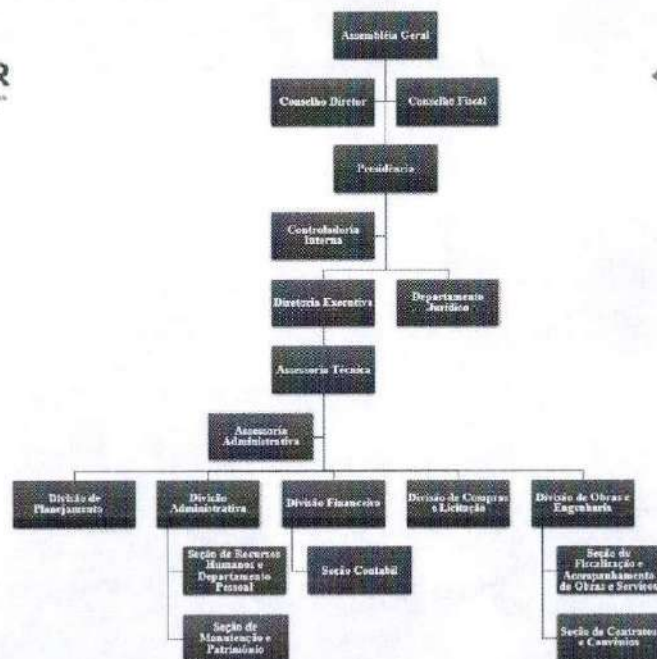 R
Assembléia Geral
Conselho Diretor
Conselho Fiscal
Presidência
Controladoria
Interna
Diretoria Executiva
Departamento
Jurídico
Assessoria Técnica
Assessoria
Administrativa
Divisão de
Planejamento
Divisão
Administrativa
Divisão Financeiro
Divisão de Compras
e Licitação
Divisão de Obras e
Engenharia
Seção de Recursos
Humanos e
Departamento
Pessoal
Seção Contabil
Seção de
Fiscalização e
Acompanhamento
de Obras e Serviços
Seção de
Manutenção e
Patrimônio
Seção de Contratos
e Convênios